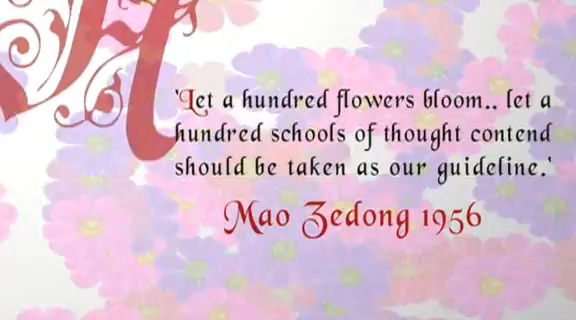 'Let a hundred flowers bloom.. let a
hundred schools of thought contend
should be taken as our guideline.'
Mao Zedong 1956